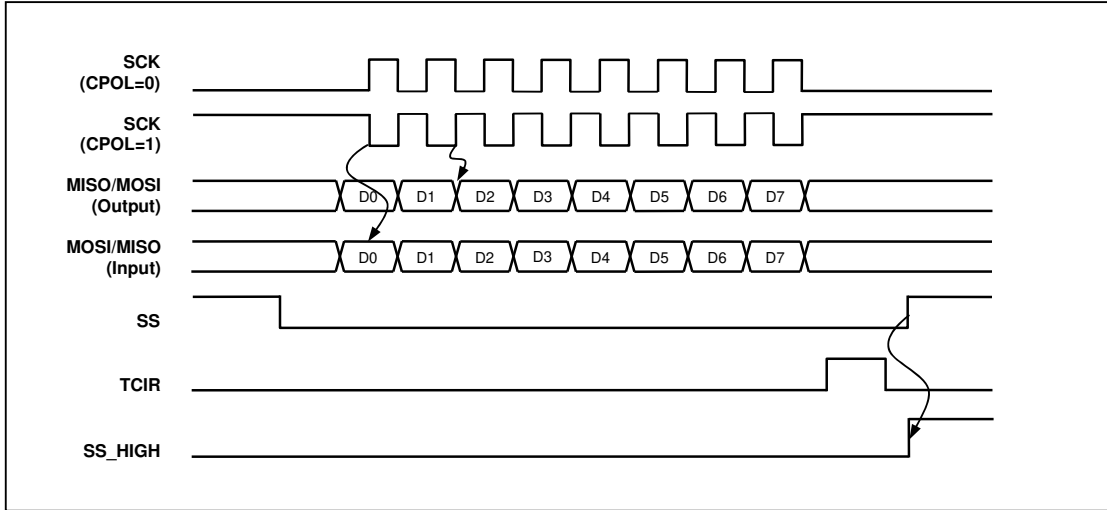 SCK
(CPOL=0)
SCK
(CPOL=1)
MISO/MOSI
(Output)
D0 D1 D2 D3 D4 D5 D6 D7
MOSI/MISO
(Input)
D0 D1 D2 D3 D4 D5 D6 D7
SS
TCIR
SS_HIGH